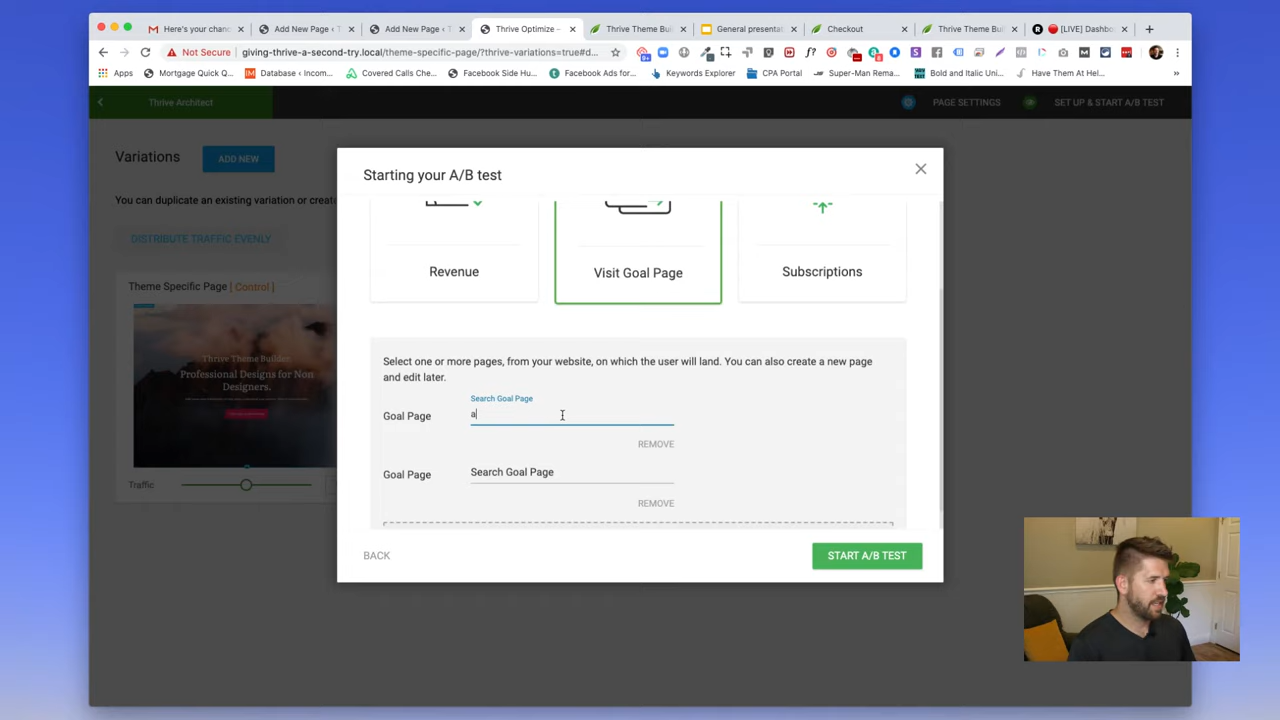 Here's your chanc
Add New Page ‹ T
Add New Page ‹ T
Thrive Optimize –
Thrive Theme Buil
General presentat
Checkout
Thrive Theme Bui
[LIVE] Dashbo
Not Secure
giving-thrive-a-second-try.local/theme-specific-page/?thrive-variations=true#d...
Apps
Mortgage Quick Q...
Database ‹ Incom...
Covered Calls Che...
Facebook Side Hu...
Facebook Ads for...
Keywords Explorer
CPA Portal
Super-Man Rema...
Bold and Italic Uni...
Have Them At Hel...
»
Thrive Architect
PAGE SETTINGS
SET UP & START A/B TEST
Variations
ADD NEW
You can duplicate an existing variation or create
DISTRIBUTE TRAFFIC EVENLY
Theme Specific Page [ Control ]
Thrive Theme Builder
Professional Designs for Non
Designers.
Traffic
Starting your A/B test
Revenue
Visit Goal Page
Subscriptions
Select one or more pages, from your website, on which the user will land. You can also create a new page
and edit later.
Search Goal Page
Goal Page
a
REMOVE
Goal Page
Search Goal Page
REMOVE
BACK
START A/B TEST